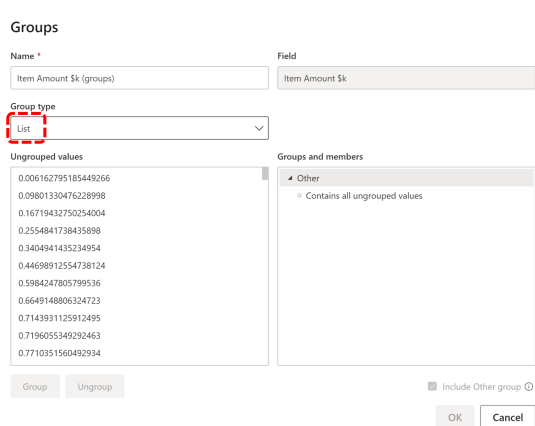 Groups
Name *
Field
Item Amount $k (groups)
Item Amount $k
Group type
List
Ungrouped values
Groups and members
0.006162795185449266
0.09801330476228998
0.16719432750254004
0.2554841738435898
0.3404941435234954
0.44698912554738124
0.5984247805799536
0.6649148806324723
0.7143931125912495
0.7196055349292463
0.7710351560492934
Other
Contains all ungrouped values
Group
Ungroup
Include Other group
OK
Cancel